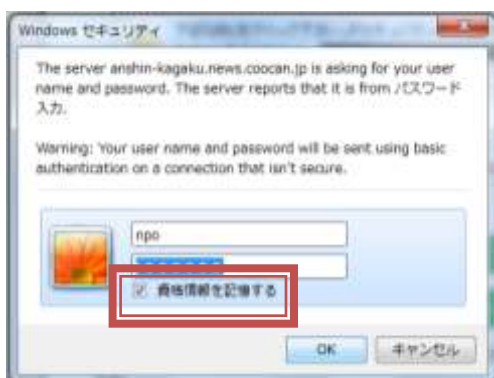 Windows セキュリティ
The server anshin-kagaku.news.coocan.jp is asking for your user
name and password. The server reports that it is from パスワード
入力.
Warning: Your user name and password will be sent using basic
authentication on a connection that isn't secure.
npo
資格情報を記憶する
OK
キャンセル